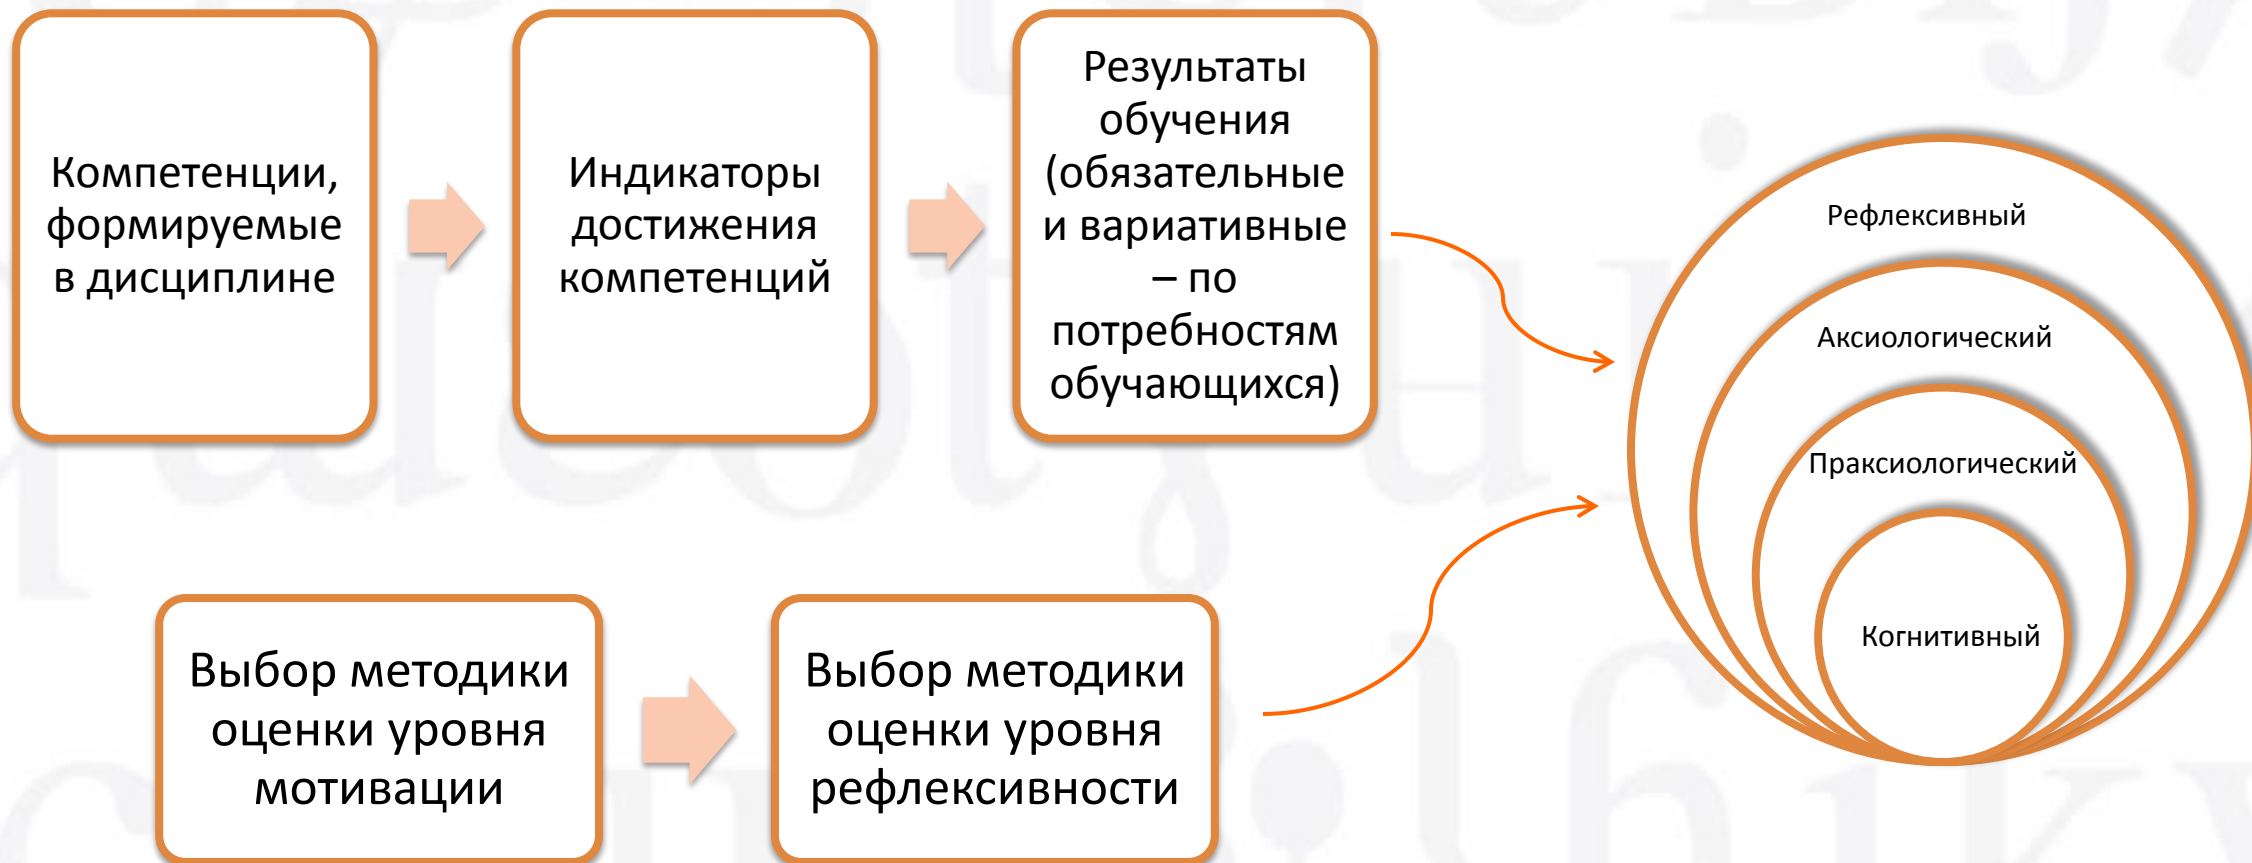 Компетенции,
формируемые
в дисциплине
Индикаторы
достижения
компетенций
Результаты
обучения
(обязательные
и вариативные
– по
потребностям
обучающихся)
Рефлексивный
Аксиологический
Праксиологический
Когнитивный
Выбор методики
оценки уровня
мотивации
Выбор методики
оценки уровня
рефлексивности